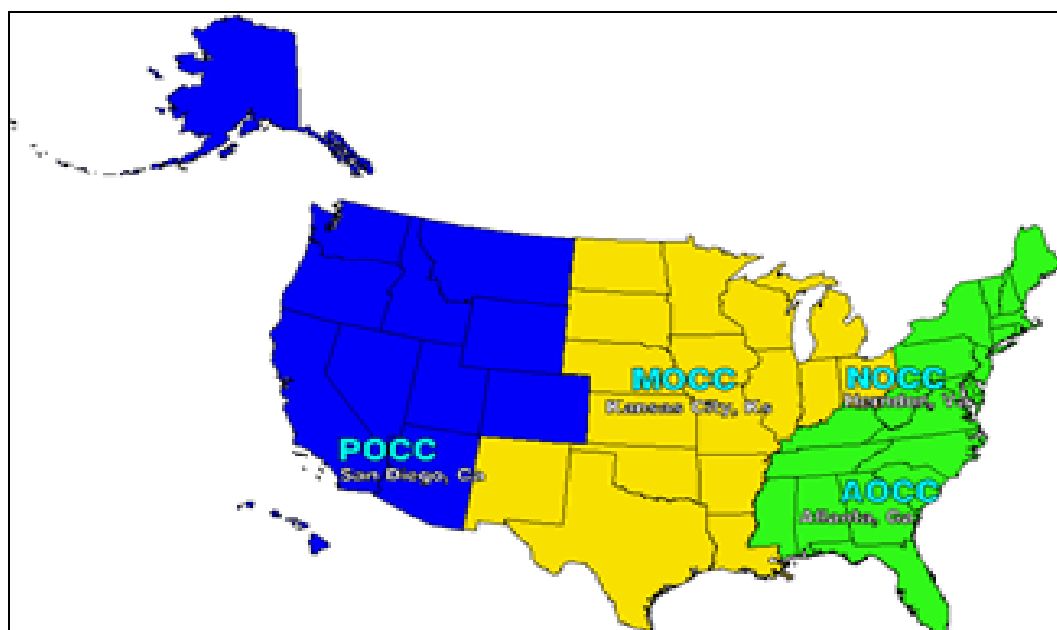 MOCC
Kansas City, Ks
NOCC
POCC
San Diego, Ca
AOCC
Atlanta, Ga